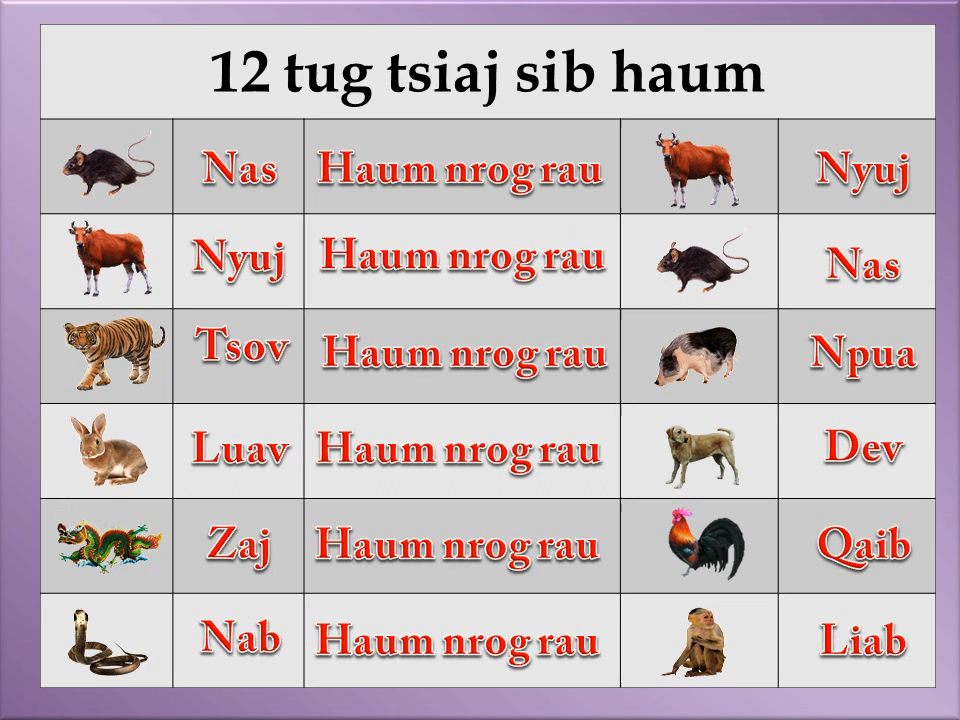 12 tug tsiaj sib haum
Nas Haum nrog rau Nyuj
Nyuj Haum nrog rau Nas
Tsov Haum nrog rau Npua
Luav Haum nrog rau Dev
Zaj Haum nrog rau Qaib
Nab Haum nrog rau Liab